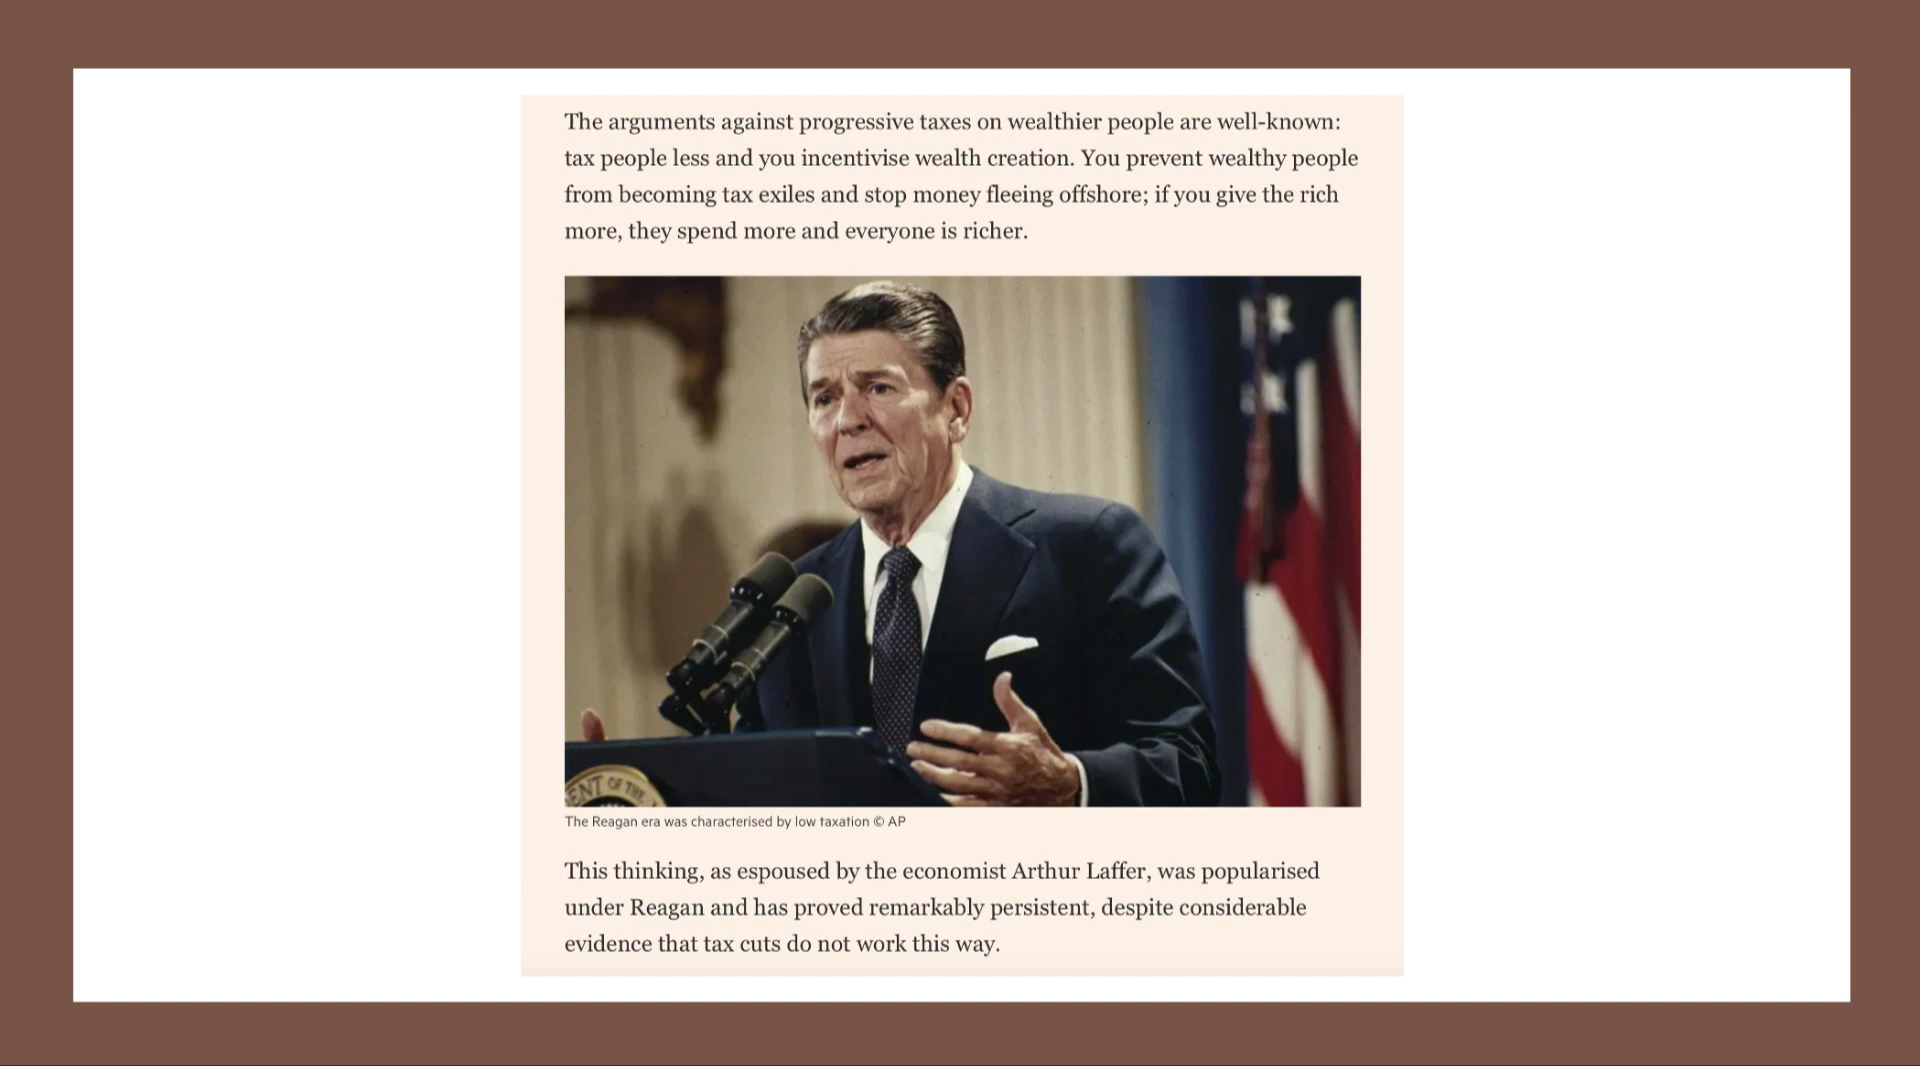 The arguments against progressive taxes on wealthier people are well-known:
tax people less and you incentivise wealth creation. You prevent wealthy people
from becoming tax exiles and stop money fleeing offshore; if you give the rich
more, they spend more and everyone is richer.
ENT OF THE
The Reagan era was characterised by low taxation © AP
This thinking, as espoused by the economist Arthur Laffer, was popularised
under Reagan and has proved remarkably persistent, despite considerable
evidence that tax cuts do not work this way.